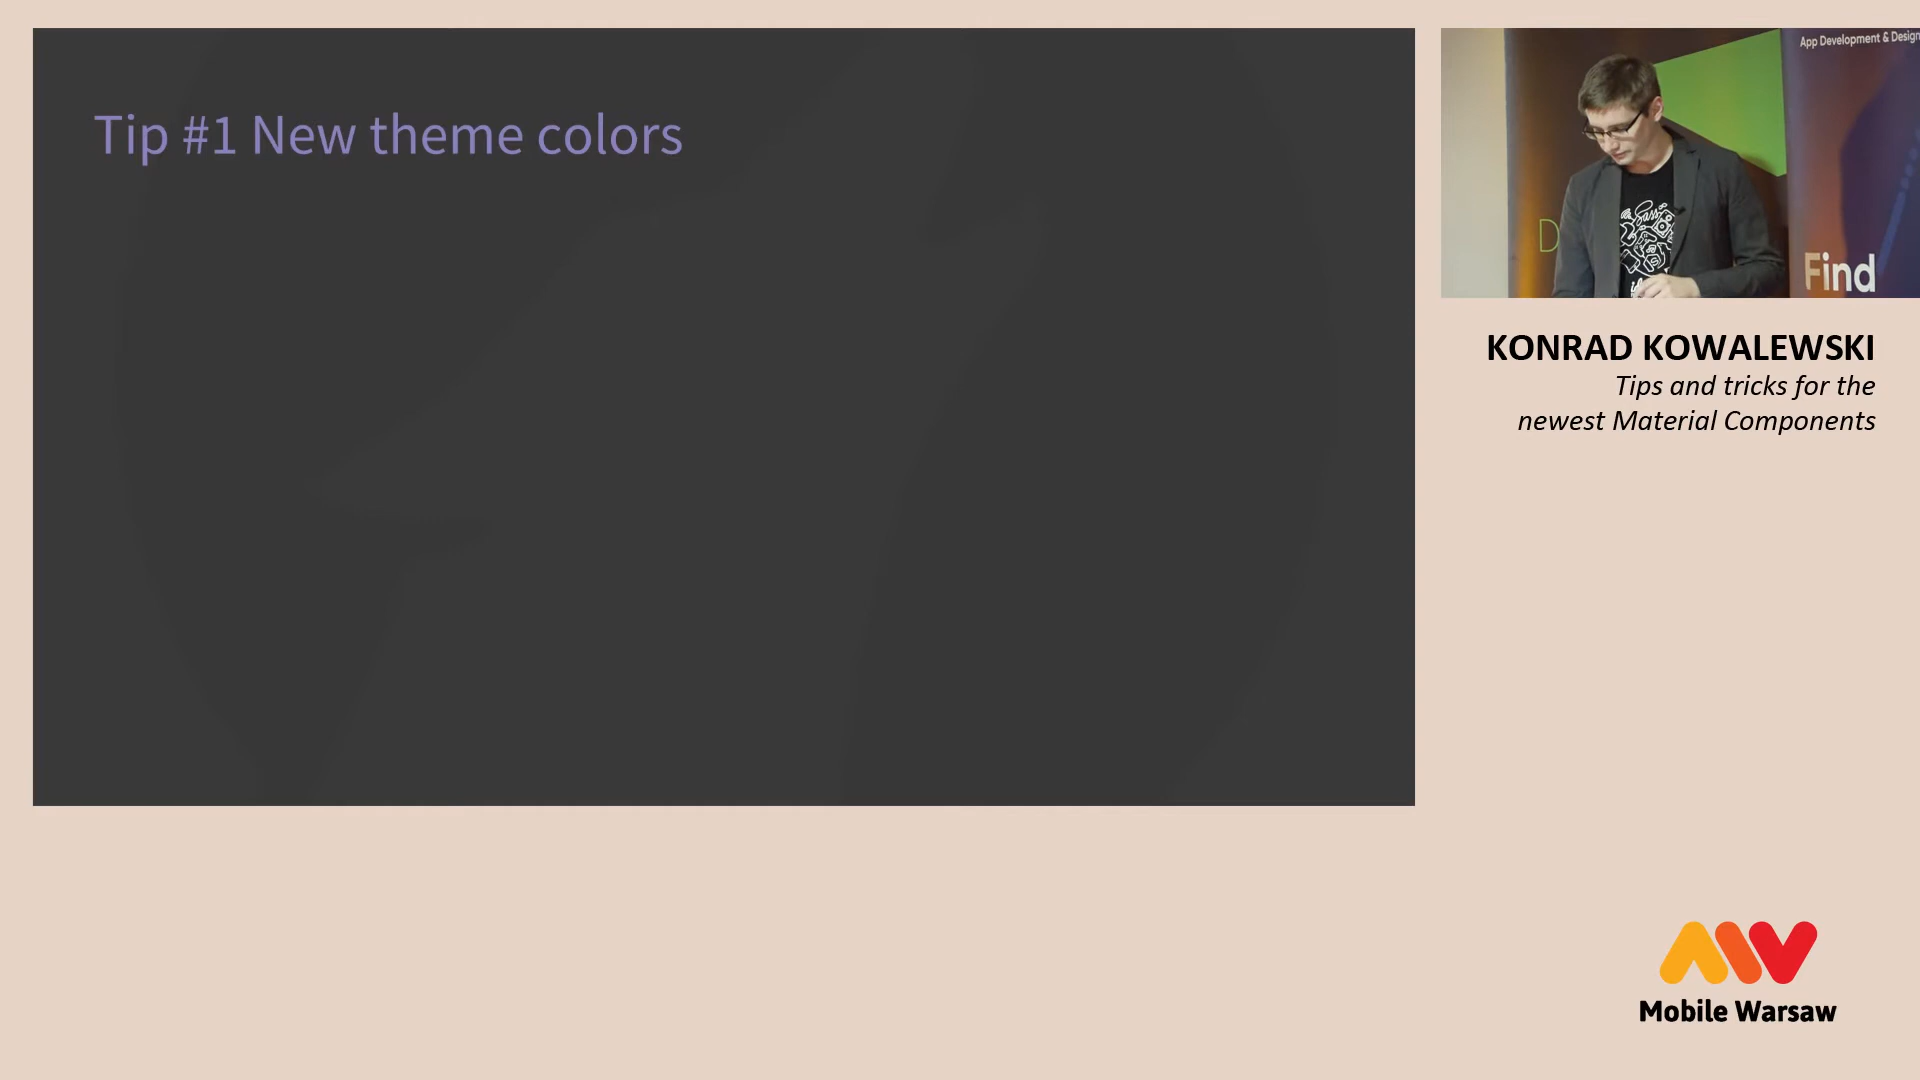 Tip #1 New theme colors
App Development & Design
D
Find
KONRAD KOWALEWSKI
Tips and tricks for the
newest Material Components
Mobile Warsaw